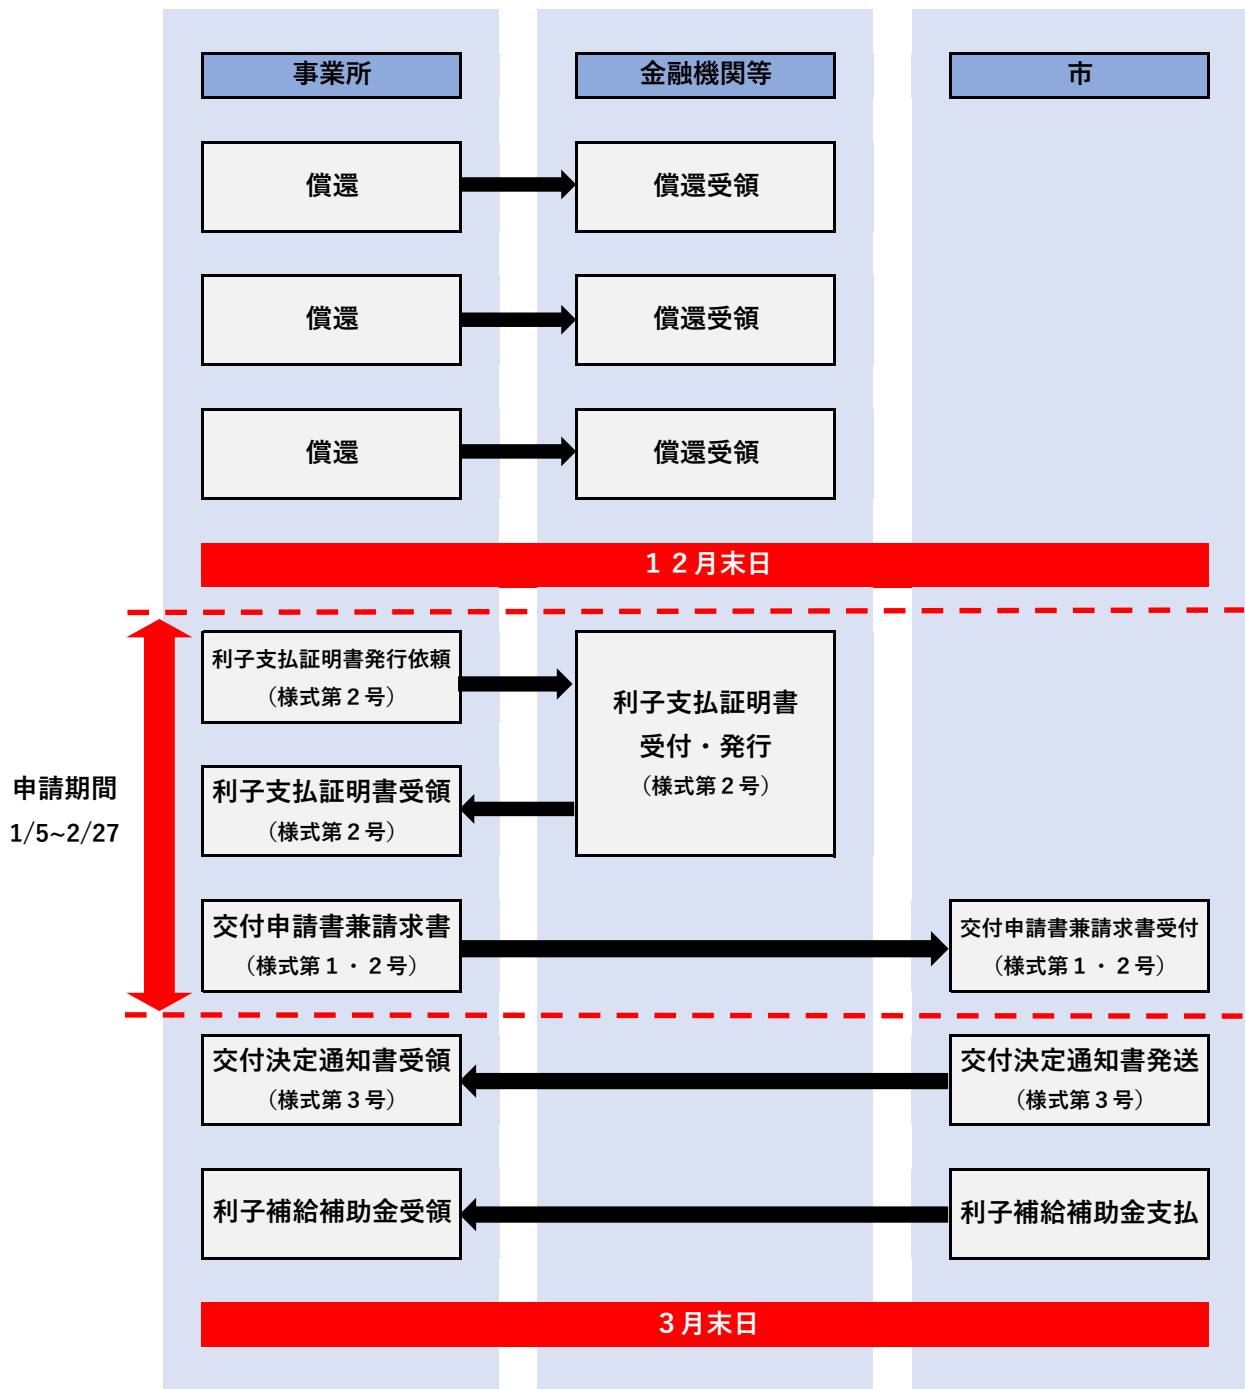 事業所
金融機関等
市
償還
償還受領
償還
償還受領
償還
償還受領
１２月末日
利子支払証明書発行依頼
（様式第２号）
利子支払証明書
受付・発行
（様式第２号）
利子支払証明書受領
（様式第２号）
申請期間
1/5~2/27
交付申請書兼請求書
（様式第１・２号）
交付申請書兼請求書受付
（様式第１・２号）
交付決定通知書受領
（様式第３号）
交付決定通知書発送
（様式第３号）
利子補給補助金受領
利子補給補助金支払
３月末日